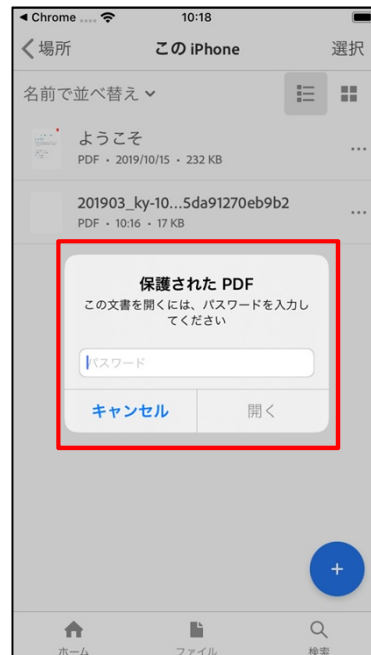 ◀ Chrome
10:18
場所
この iPhone
選択
名前で並べ替え
ようこそ
PDF・2019/10/15・232 KB
201903_ky-10...5da91270eb9b2
PDF・10:16・17 KB
保護された PDF
この文書を開くには、パスワードを入力し
てください
パスワード
キャンセル
開く
ホーム
ファイル
検索